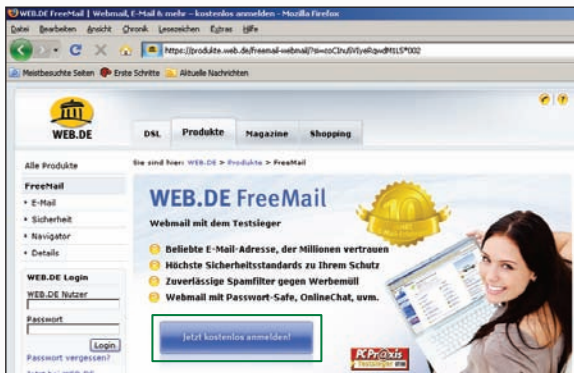 WEB.DE FreeMail | Webmail, E-Mail & mehr – kostenlos anmelden - Mozilla Firefox
Datei Bearbeiten Ansicht Chronik Lesezeichen Extras Hilfe
Meistbesuchte Seiten Erste Schritte Aktuelle Nachrichten
WEB.DE
DSL Produkte Magazine Shopping
Alle Produkte
Sie sind hier: WEB.DE > Produkte > FreeMail
FreeMail
E-Mail
Sicherheit
Navigator
Details
WEB.DE Login
WEB.DE Nutzer
Passwort
Login
Passwort vergessen?
WEB.DE FreeMail
Webmail mit dem Testsieger
Beliebte E-Mail-Adresse, der Millionen vertrauen
Höchste Sicherheitsstandards zu Ihrem Schutz
Zuverlässige Spamfilter gegen Werbemüll
Webmail mit Passwort-Safe, OnlineChat, uvm.
Jetzt kostenlos anmelden!
10
PCPraxis
Testsieger